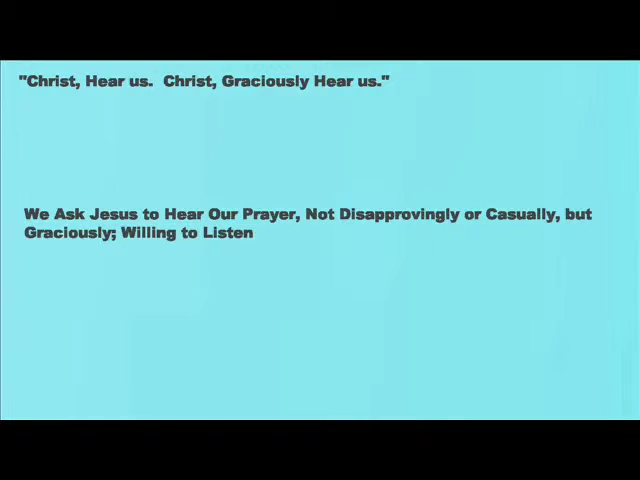 "Christ, Hear us.  Christ, Graciously Hear us."
We Ask Jesus to Hear Our Prayer, Not Disapprovingly or Casually, but
Graciously; Willing to Listen